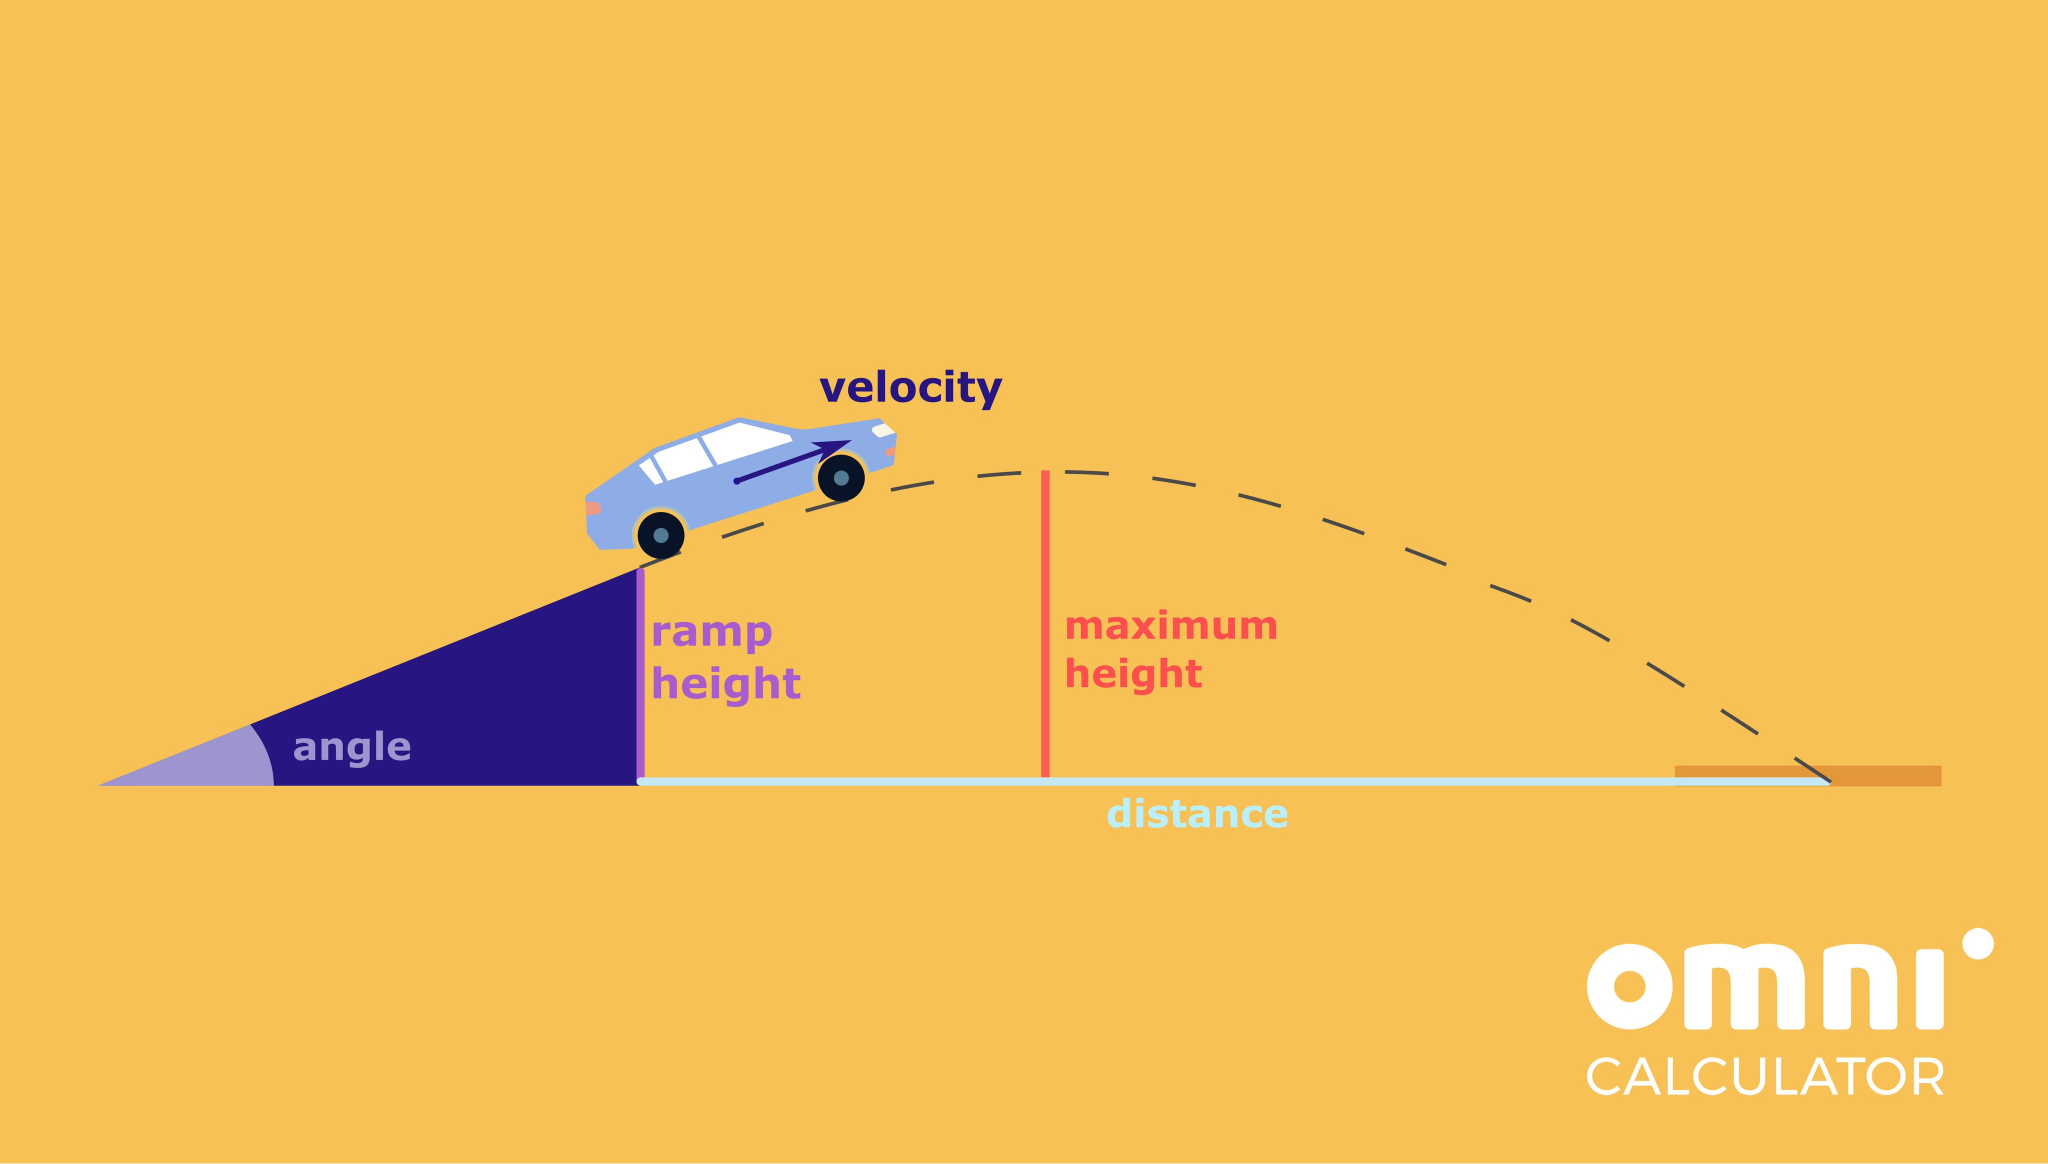 velocity
ramp
height
maximum
height
angle
distance
omni
CALCULATOR